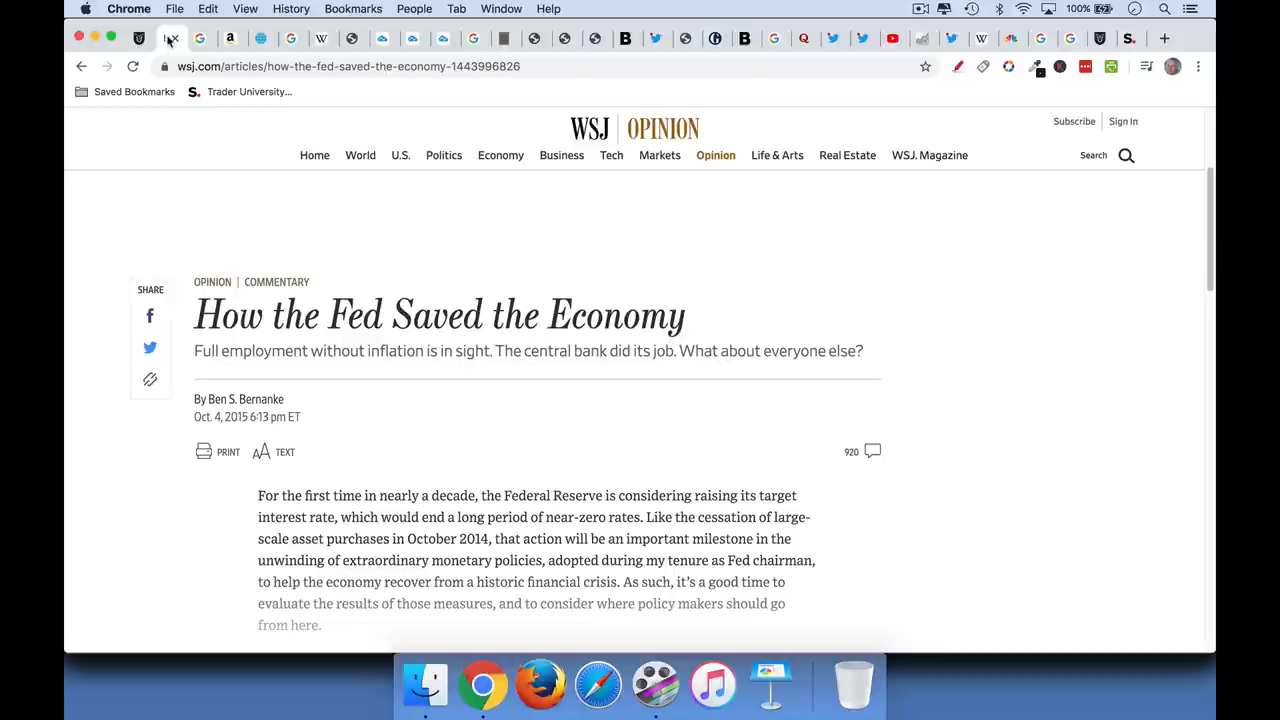 Chrome File Edit View History Bookmarks People Tab Window Help 100%
wsj.com/articles/how-the-fed-saved-the-economy-1443996826
Saved Bookmarks S. Trader University...
WSJ OPINION
Subscribe Sign In
Home World U.S. Politics Economy Business Tech Markets Opinion Life & Arts Real Estate WSJ. Magazine Search
OPINION | COMMENTARY
SHARE
How the Fed Saved the Economy
Full employment without inflation is in sight. The central bank did its job. What about everyone else?
By Ben S. Bernanke
Oct. 4, 2015 6:13 pm ET
PRINT AA TEXT 920
For the first time in nearly a decade, the Federal Reserve is considering raising its target
interest rate, which would end a long period of near-zero rates. Like the cessation of large-
scale asset purchases in October 2014, that action will be an important milestone in the
unwinding of extraordinary monetary policies, adopted during my tenure as Fed chairman,
to help the economy recover from a historic financial crisis. As such, it's a good time to
evaluate the results of those measures, and to consider where policy makers should go
from here.